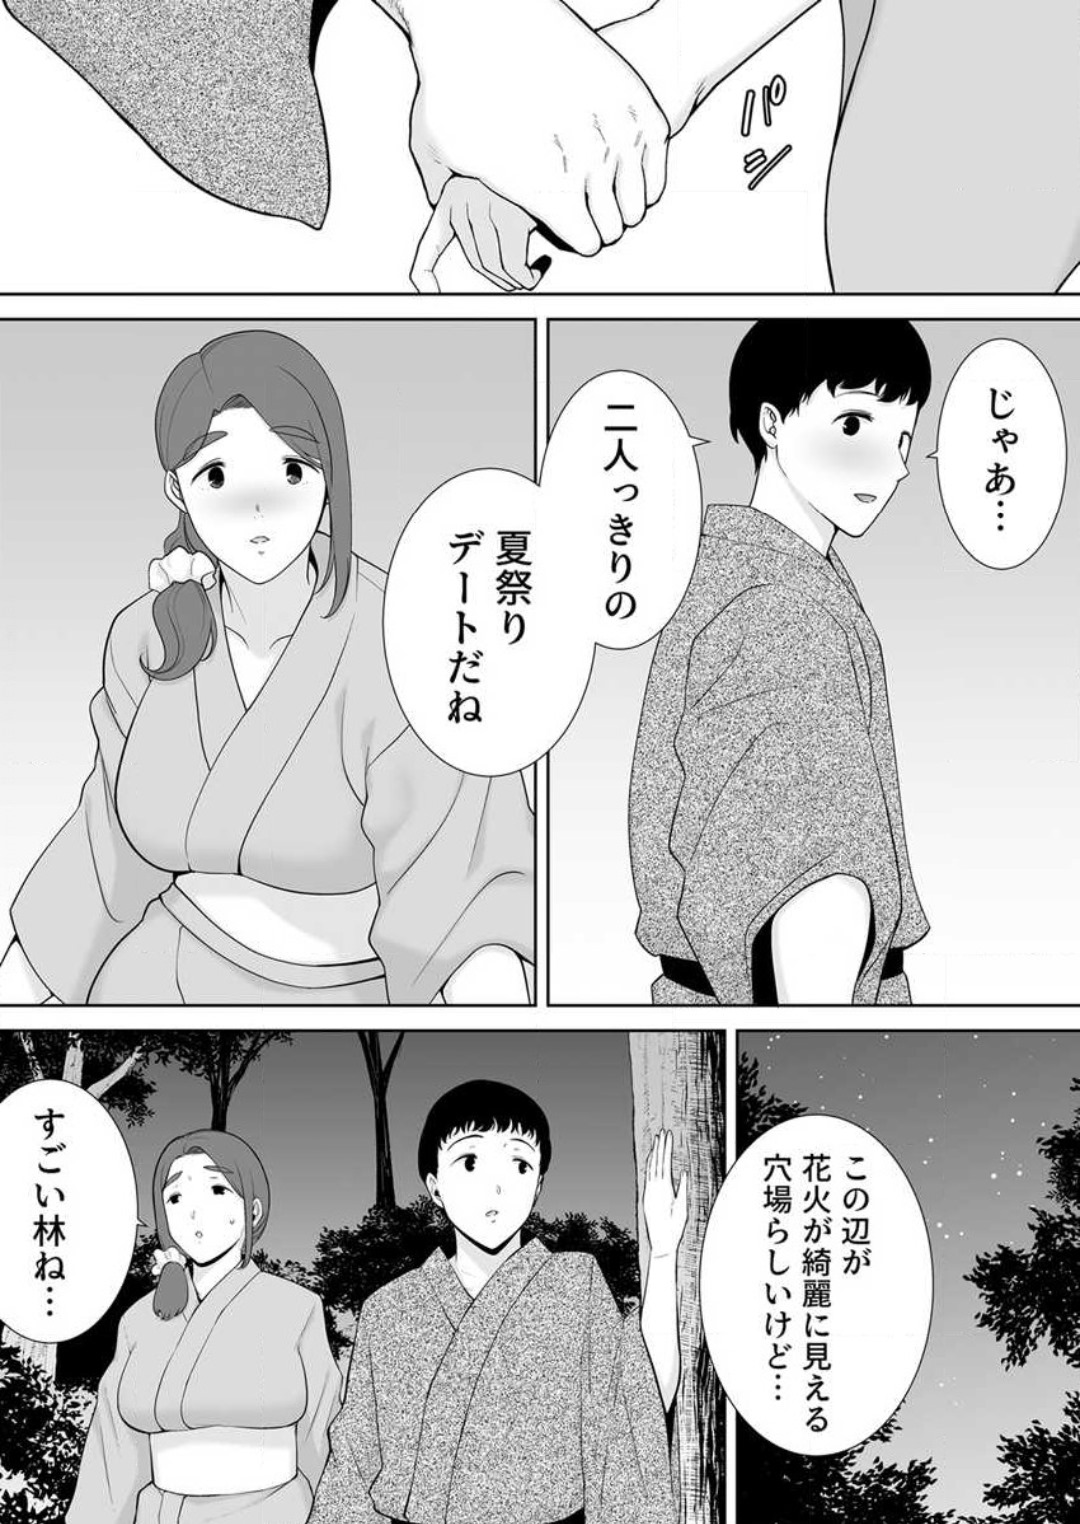 パシ
じゃあ…
二人っきりの
夏祭り
デートだね
この辺が
花火が綺麗に見える
穴場らしいけど…
すごい林ね…